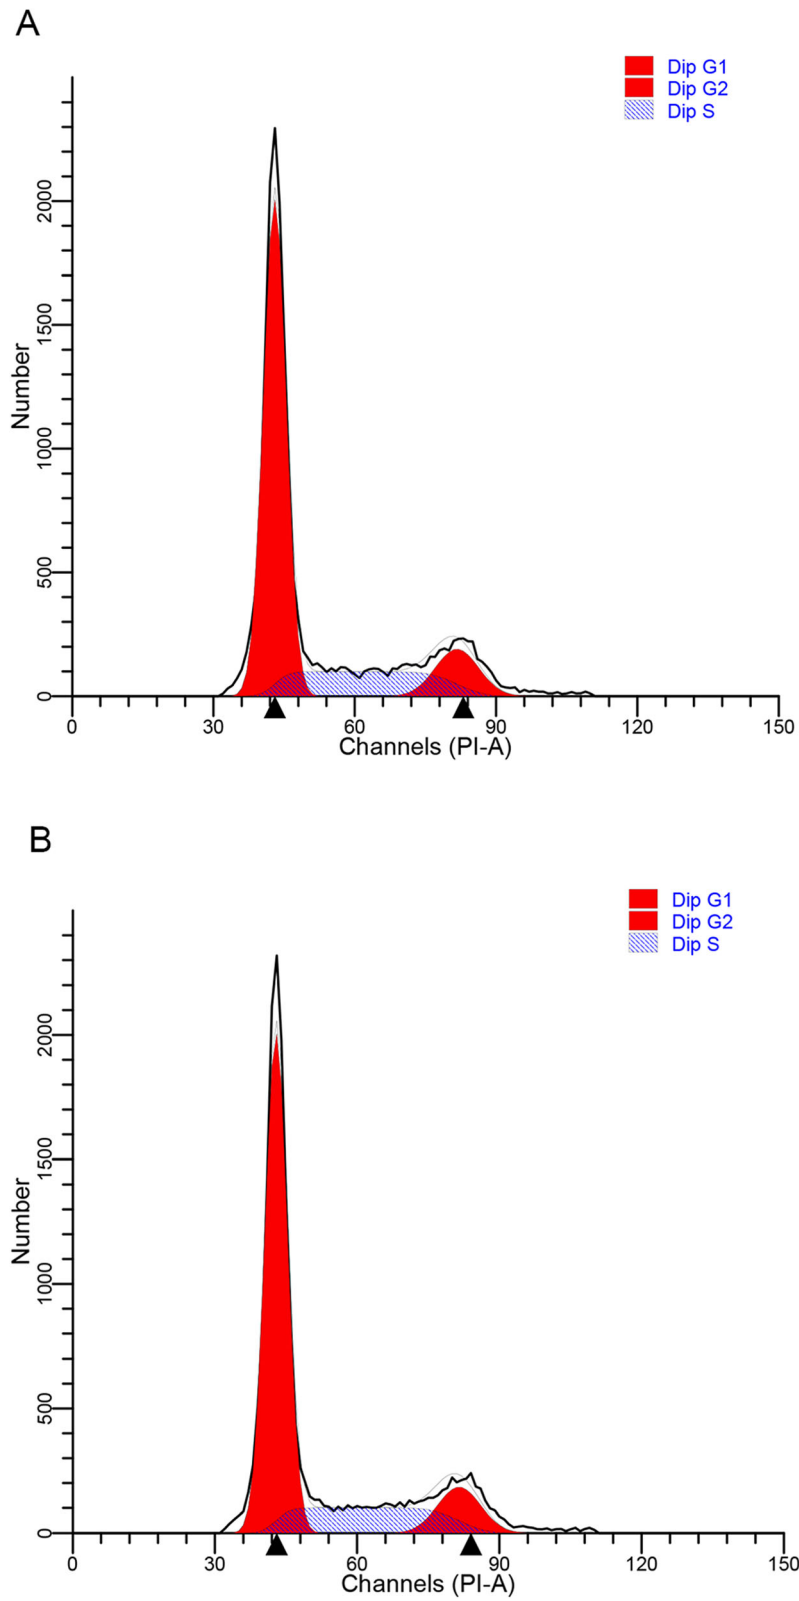 A
Dip G1
Dip G2
Dip S
2000
1500
1000
500
0
Number
0 30 60 90 120 150
Channels (PI-A)
B
Dip G1
Dip G2
Dip S
2000
1500
1000
500
0
Number
0 30 60 90 120 150
Channels (PI-A)